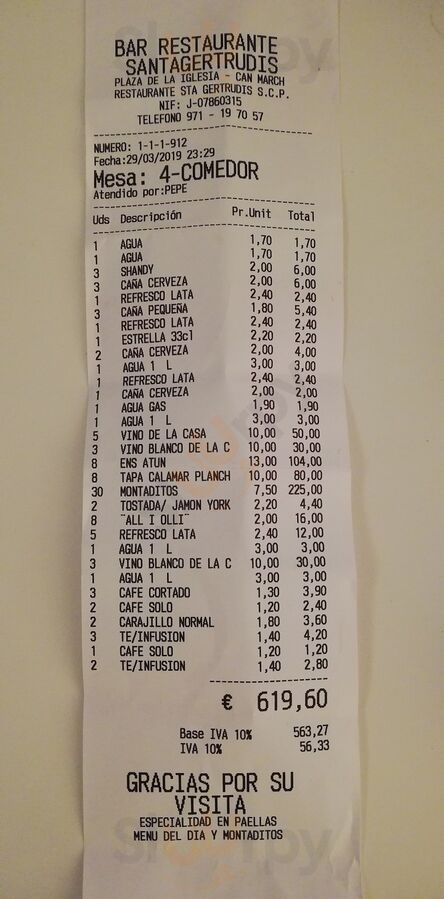 BAR RESTAURANTE
SANTAGERTRUDIS
PLAZA DE LA IGLESIA - CAN MARCH
RESTAURANTE STA GERTRUDIS S.C.P.
NIF: J-07860315
TELEFONO 971 - 19 70 57
NUMERO: 1-1-1-912
Fecha:29/03/2019 23:29
Mesa: 4-COMEDOR
Atendido por:PEPE
Uds Descripción Pr.Unit Total
1 AGUA 1,70 1,70
1 AGUA 1,70 1,70
3 SHANDY 2,00 6,00
3 CAÑA CERVEZA 2,00 6,00
1 REFRESCO LATA 2,40 2,40
3 CAÑA PEQUEÑA 1,80 5,40
1 REFRESCO LATA 2,40 2,40
1 ESTRELLA 33cl 2,20 2,20
2 CAÑA CERVEZA 2,00 4,00
1 AGUA 1 L 3,00 3,00
1 REFRESCO LATA 2,40 2,40
1 CAÑA CERVEZA 2,00 2,00
1 AGUA GAS 1,90 1,90
1 AGUA 1 L 3,00 3,00
5 VINO DE LA CASA 10,00 50,00
3 VINO BLANCO DE LA C 10,00 30,00
8 ENS ATUN 13,00 104,00
8 TAPA CALAMAR PLANCH 10,00 80,00
30 MONTADITOS 7,50 225,00
2 TOSTADA/ JAMON YORK 2,20 4,40
8 ¨ALL I OLLI¨ 2,00 16,00
5 REFRESCO LATA 2,40 12,00
1 AGUA 1 L 3,00 3,00
3 VINO BLANCO DE LA C 10,00 30,00
1 AGUA 1 L 3,00 3,00
3 CAFE CORTADO 1,30 3,90
2 CAFE SOLO 1,20 2,40
2 CARAJILLO NORMAL 1,80 3,60
3 TE/INFUSION 1,40 4,20
1 CAFE SOLO 1,20 1,20
2 TE/INFUSION 1,40 2,80
€ 619,60
Base IVA 10% 563,27
IVA 10% 56,33
GRACIAS POR SU
VISITA
ESPECIALIDAD EN PAELLAS
MENU DEL DIA Y MONTADITOS